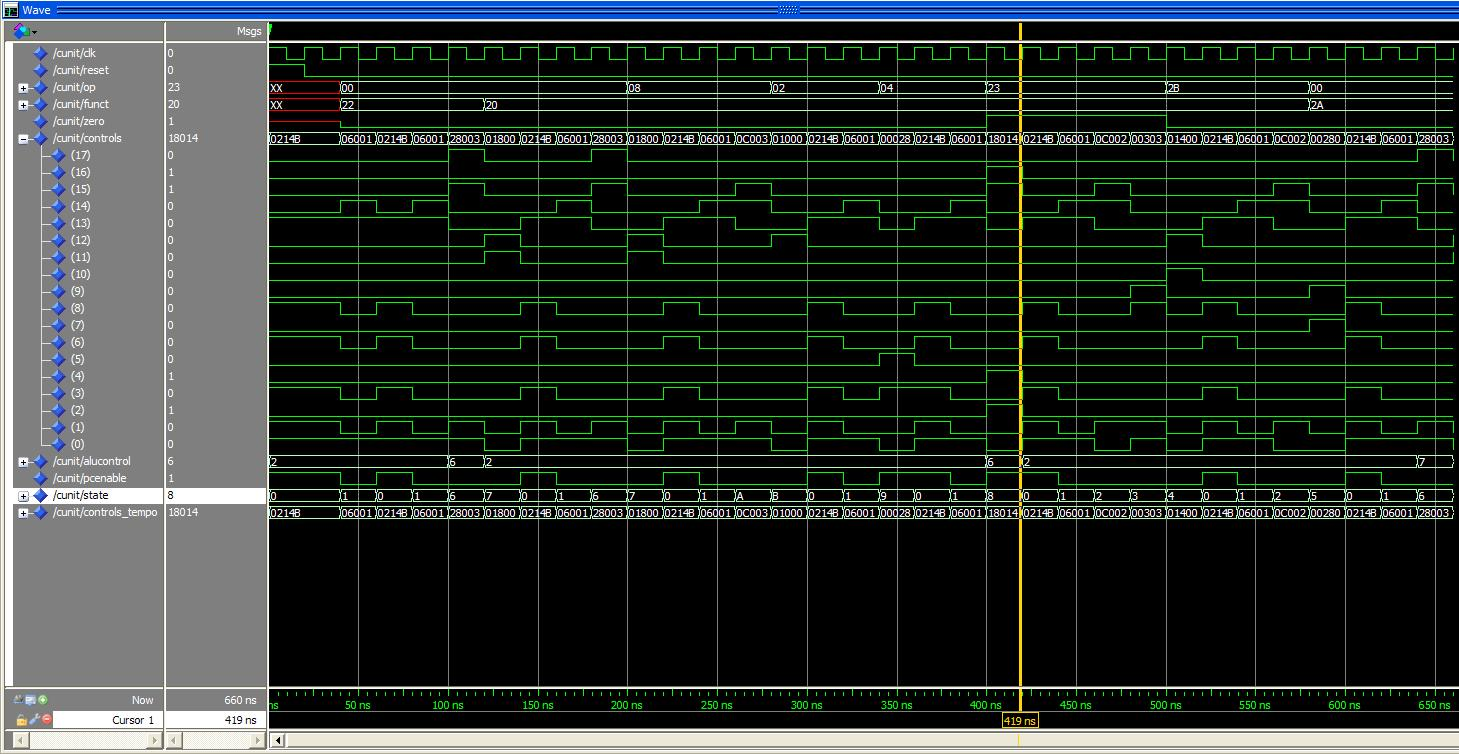 Wave
Msgs
/cunit/clk 0
/cunit/reset 0
/cunit/op 23 XX 00 08 02 04 23 2B 00
/cunit/funct 20 XX 22 20 2A
/cunit/zero 1
/cunit/controls 18014 0214B 06001 0214B 06001 28003 01800 0214B 06001 28003 01800 0214B 06001 0C003 01000 0214B 06001 00028 0214B 06001 18014 0214B 06001 0C002 00303 01400 0214B 06001 0C002 00280 0214B 06001 28003
(17) 0
(16) 1
(15) 1
(14) 0
(13) 0
(12) 0
(11) 0
(10) 0
(9) 0
(8) 0
(7) 0
(6) 0
(5) 0
(4) 1
(3) 0
(2) 1
(1) 0
(0) 0
/cunit/alucontrol 6 2 6 2 6 2 7
/cunit/pcenable 1
/cunit/state 8 0 1 0 1 6 7 0 1 6 7 0 1 A B 0 1 9 0 1 8 0 1 2 3 4 0 1 2 5 0 1 6
/cunit/controls_tempo 18014 0214B 06001 0214B 06001 28003 01800 0214B 06001 28003 01800 0214B 06001 0C003 01000 0214B 06001 00028 0214B 06001 18014 0214B 06001 0C002 00303 01400 0214B 06001 0C002 00280 0214B 06001 28003
Now 660 ns ns 50 ns 100 ns 150 ns 200 ns 250 ns 300 ns 350 ns 400 ns 450 ns 500 ns 550 ns 600 ns 650 ns
Cursor 1 419 ns 419 ns